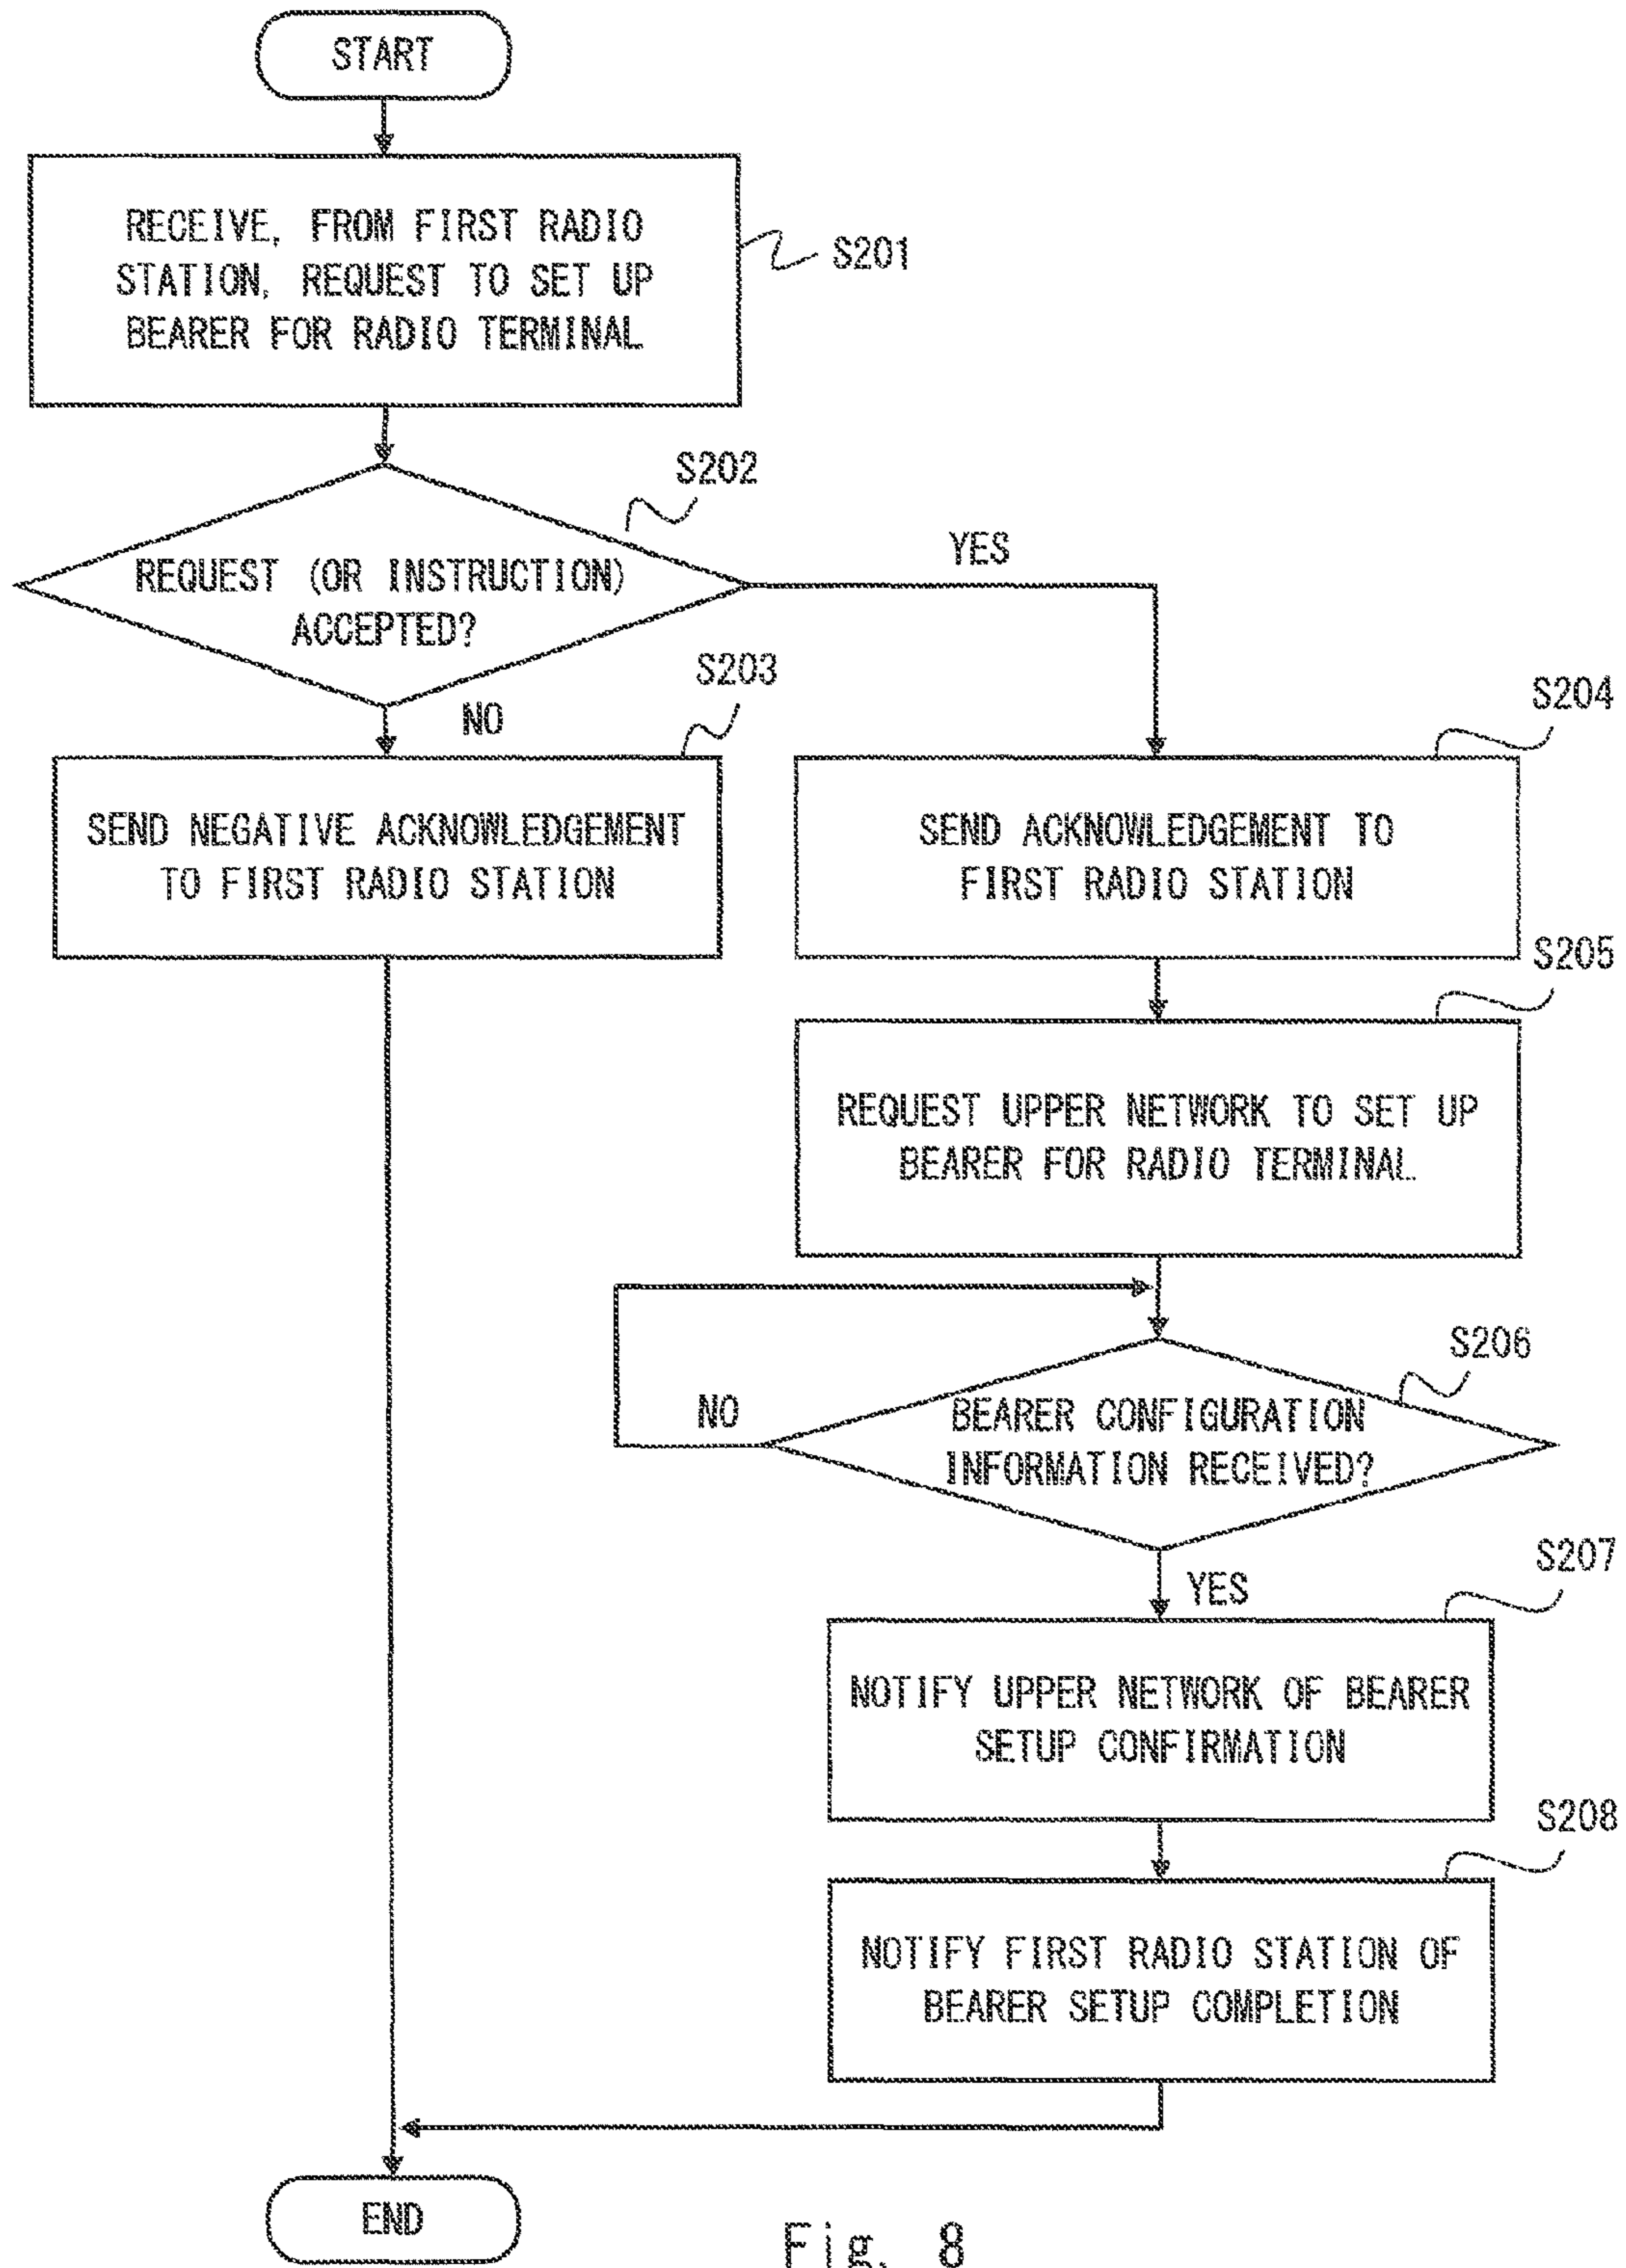 START
RECEIVE, FROM FIRST RADIO
STATION, REQUEST TO SET UP
BEARER FOR RADIO TERMINAL
S201
S202
REQUEST (OR INSTRUCTION)
ACCEPTED?
YES
NO
S203
SEND NEGATIVE ACKNOWLEDGEMENT
TO FIRST RADIO STATION
S204
SEND ACKNOWLEDGEMENT TO
FIRST RADIO STATION
S205
REQUEST UPPER NETWORK TO SET UP
BEARER FOR RADIO TERMINAL
S206
BEARER CONFIGURATION
INFORMATION RECEIVED?
NO
YES
S207
NOTIFY UPPER NETWORK OF BEARER
SETUP CONFIRMATION
S208
NOTIFY FIRST RADIO STATION OF
BEARER SETUP COMPLETION
END
Fig. 8